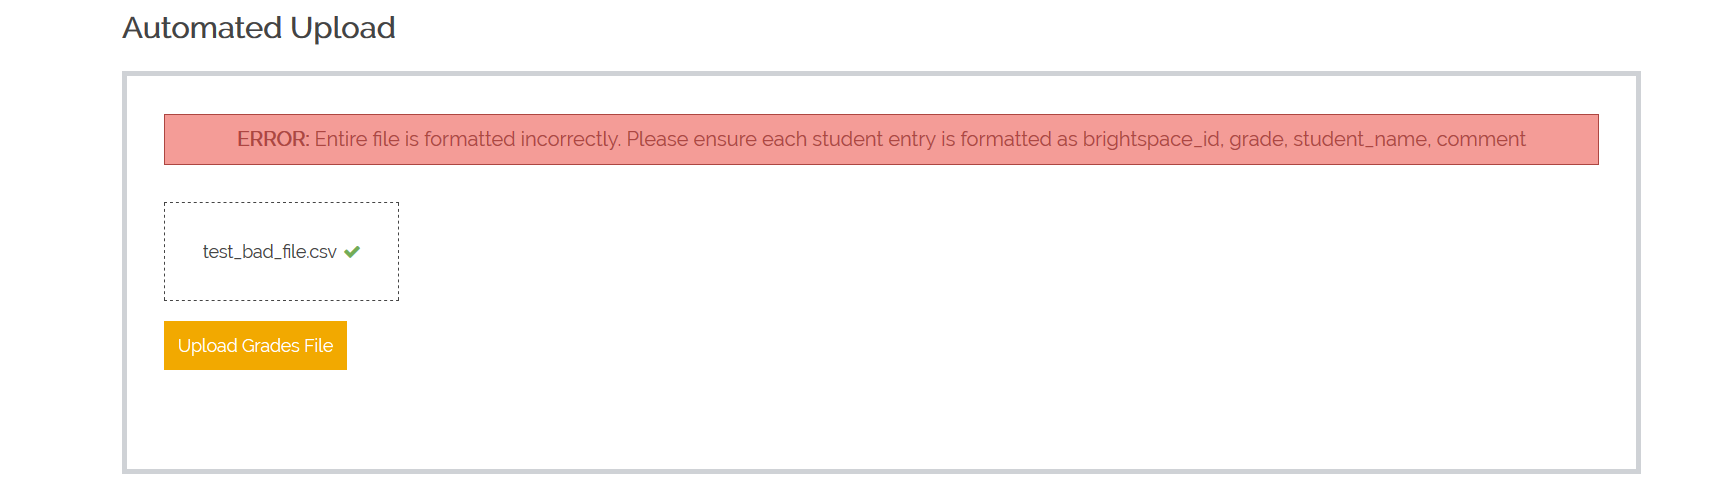 Automated Upload
ERROR: Entire file is formatted incorrectly. Please ensure each student entry is formatted as brightspace_id, grade, student_name, comment
test_bad_file.csv
Upload Grades File